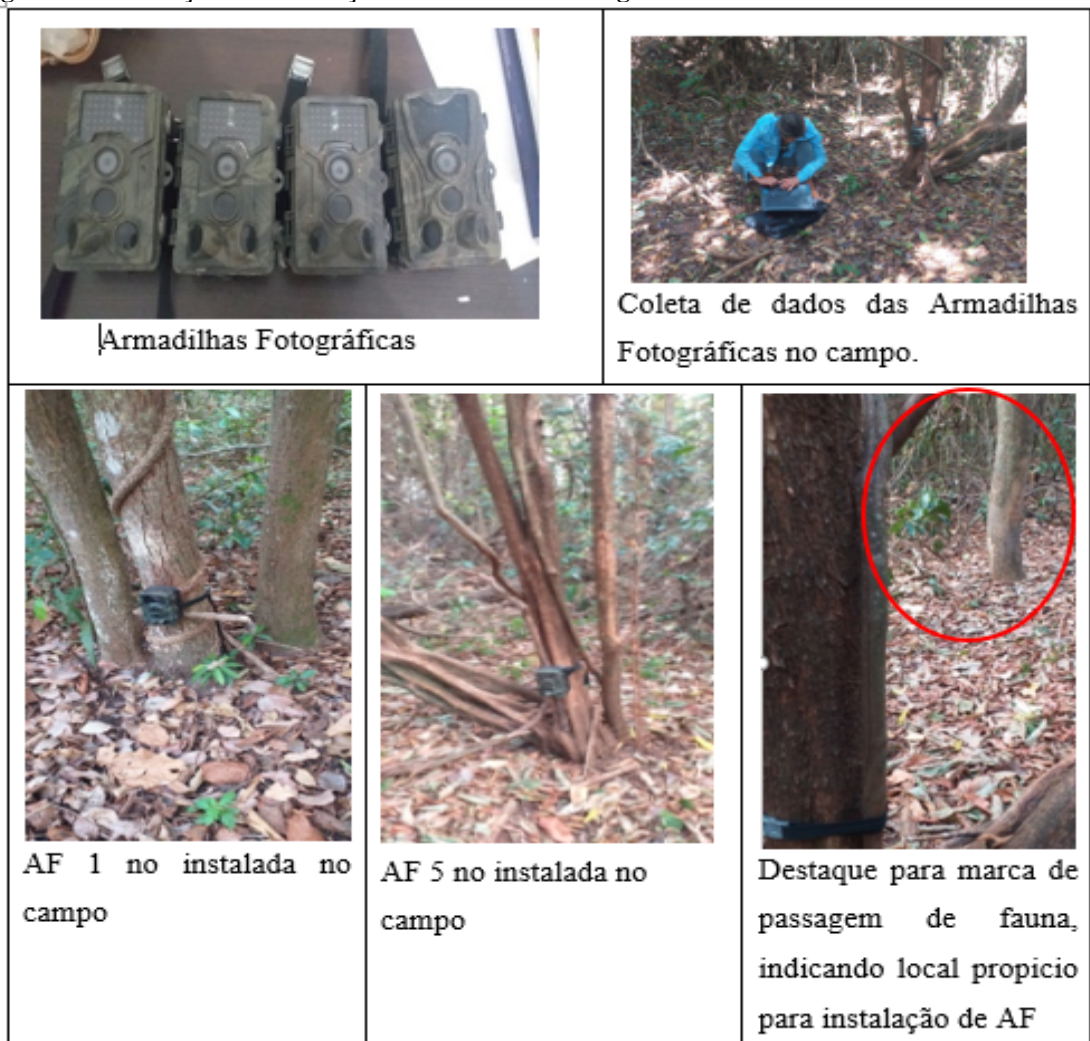 Armadilhas Fotográficas
Coleta de dados das Armadilhas
Fotográficas no campo.
AF 1 no instalada no
campo
AF 5 no instalada no
campo
Destaque para marca de
passagem de fauna,
indicando local propicio
para instalação de AF